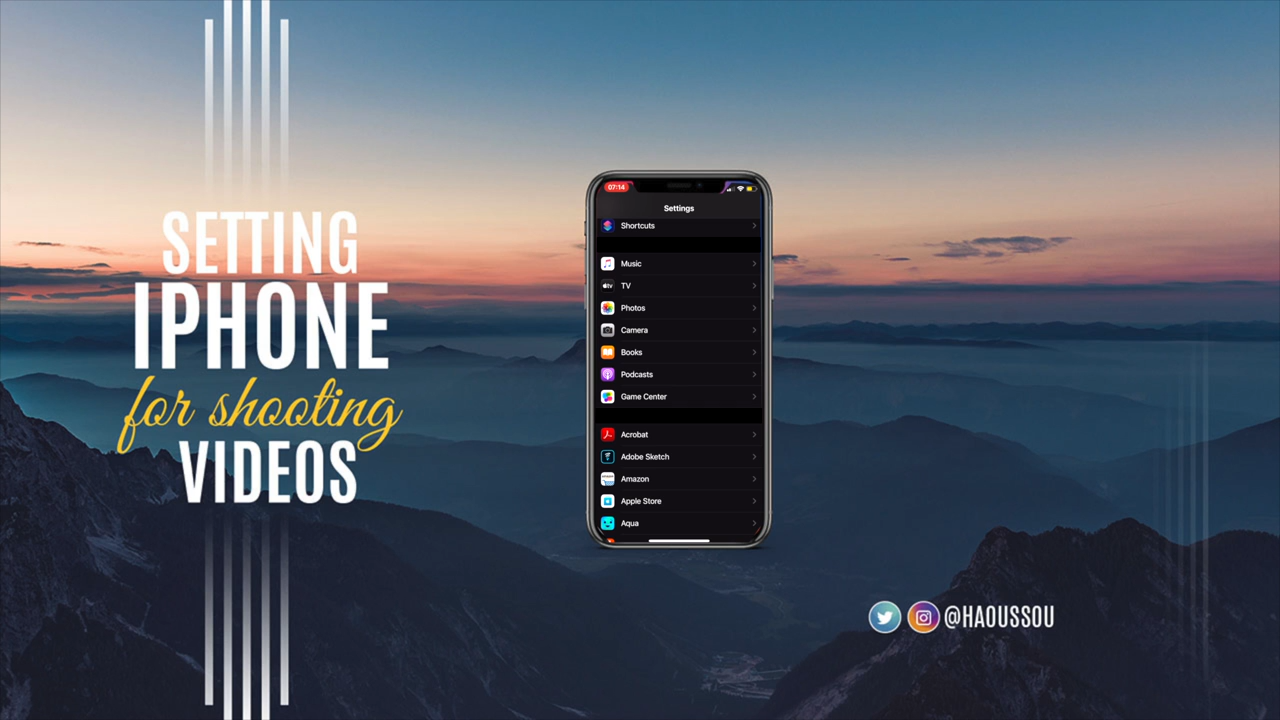 SETTING
IPHONE
for shooting
VIDEOS
07:14
Settings
Shortcuts
Music
tv TV
Photos
Camera
Books
Podcasts
Game Center
Acrobat
Adobe Sketch
Amazon
Apple Store
Aqua
@HAOUSSOU